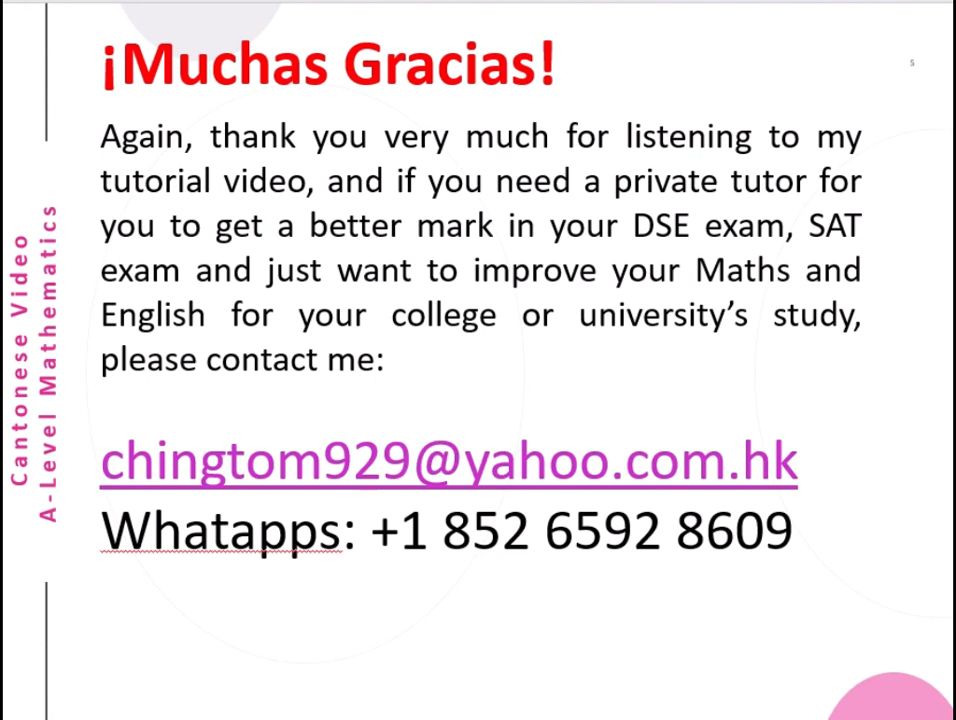 ¡Muchas Gracias!
5
Again, thank you very much for listening to my
tutorial video, and if you need a private tutor for
you to get a better mark in your DSE exam, SAT
exam and just want to improve your Maths and
English for your college or university’s study,
please contact me:
chingtom929@yahoo.com.hk
Whatapps: +1 852 6592 8609
Cantonese Video
A-Level Mathematics